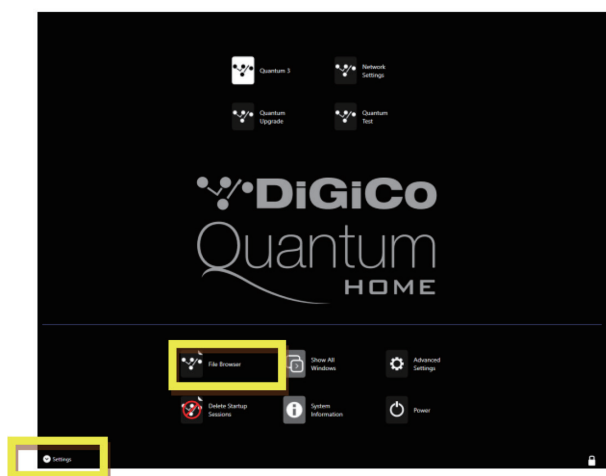 Quantum 3
Network
Settings
Quantum
Upgrade
Quantum
Test
DiGiCo
Quantum
HOME
File Browser
Show All
Windows
Advanced
Settings
Delete Startup
Sessions
System
Information
Power
Settings